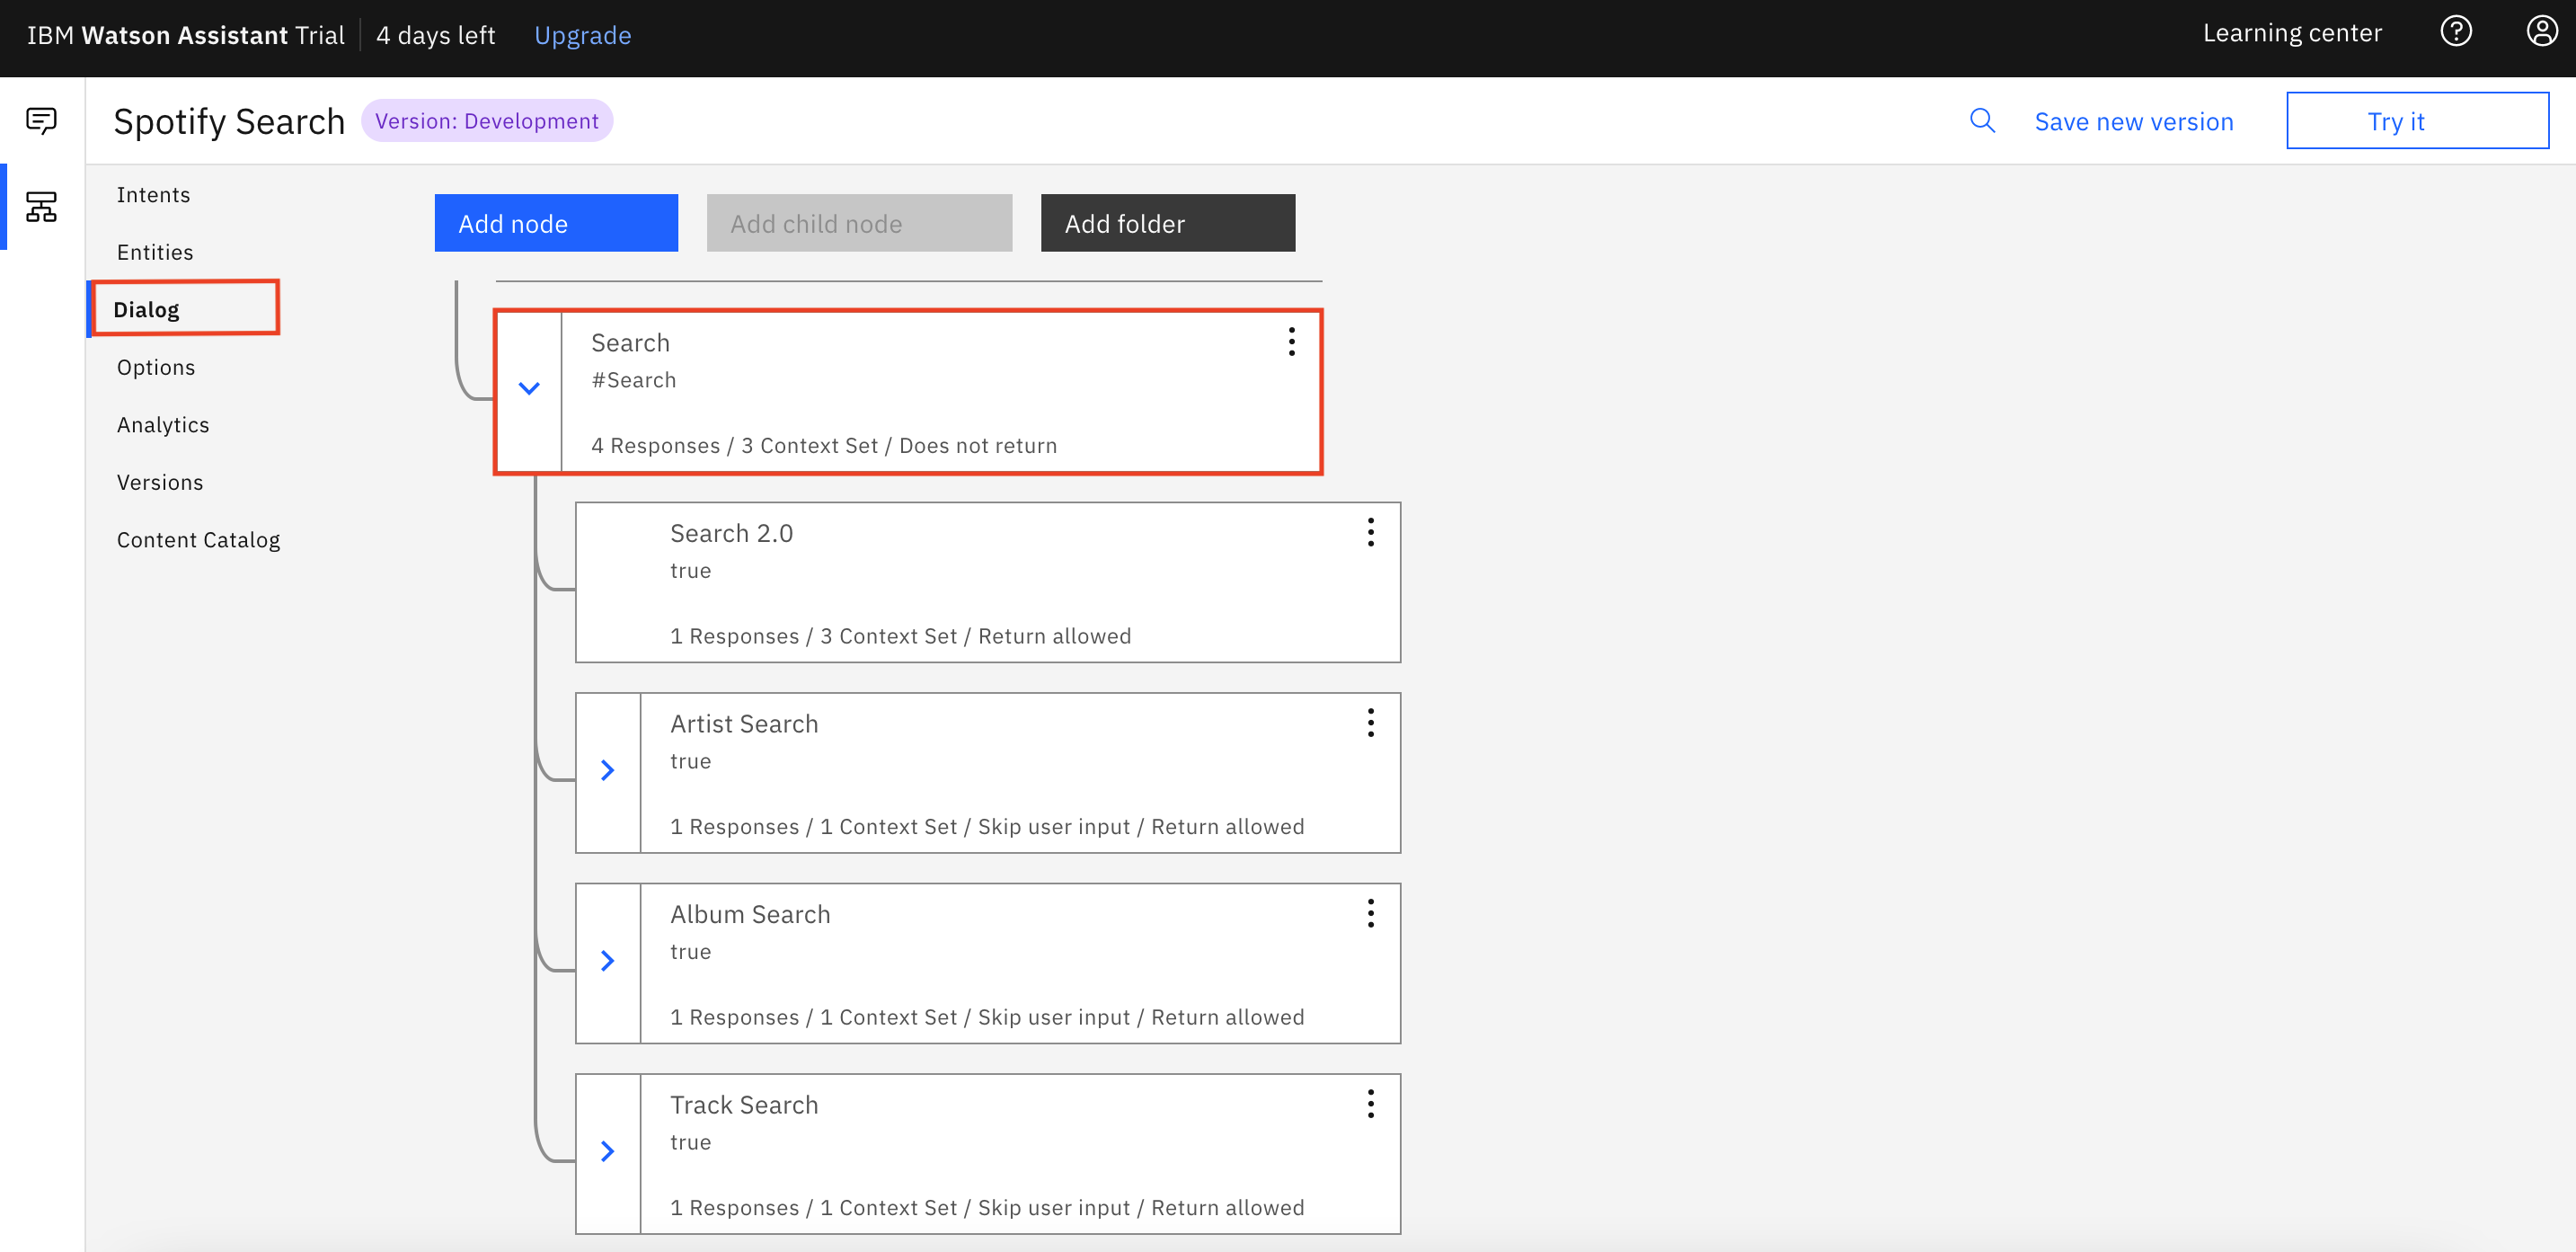 IBM Watson Assistant Trial 4 days left Upgrade Learning center
Spotify Search Version: Development Save new version Try it
Intents
Entities
Dialog
Options
Analytics
Versions
Content Catalog
Add node Add child node Add folder
Search
#Search
4 Responses / 3 Context Set / Does not return
Search 2.0
true
1 Responses / 3 Context Set / Return allowed
Artist Search
true
1 Responses / 1 Context Set / Skip user input / Return allowed
Album Search
true
1 Responses / 1 Context Set / Skip user input / Return allowed
Track Search
true
1 Responses / 1 Context Set / Skip user input / Return allowed